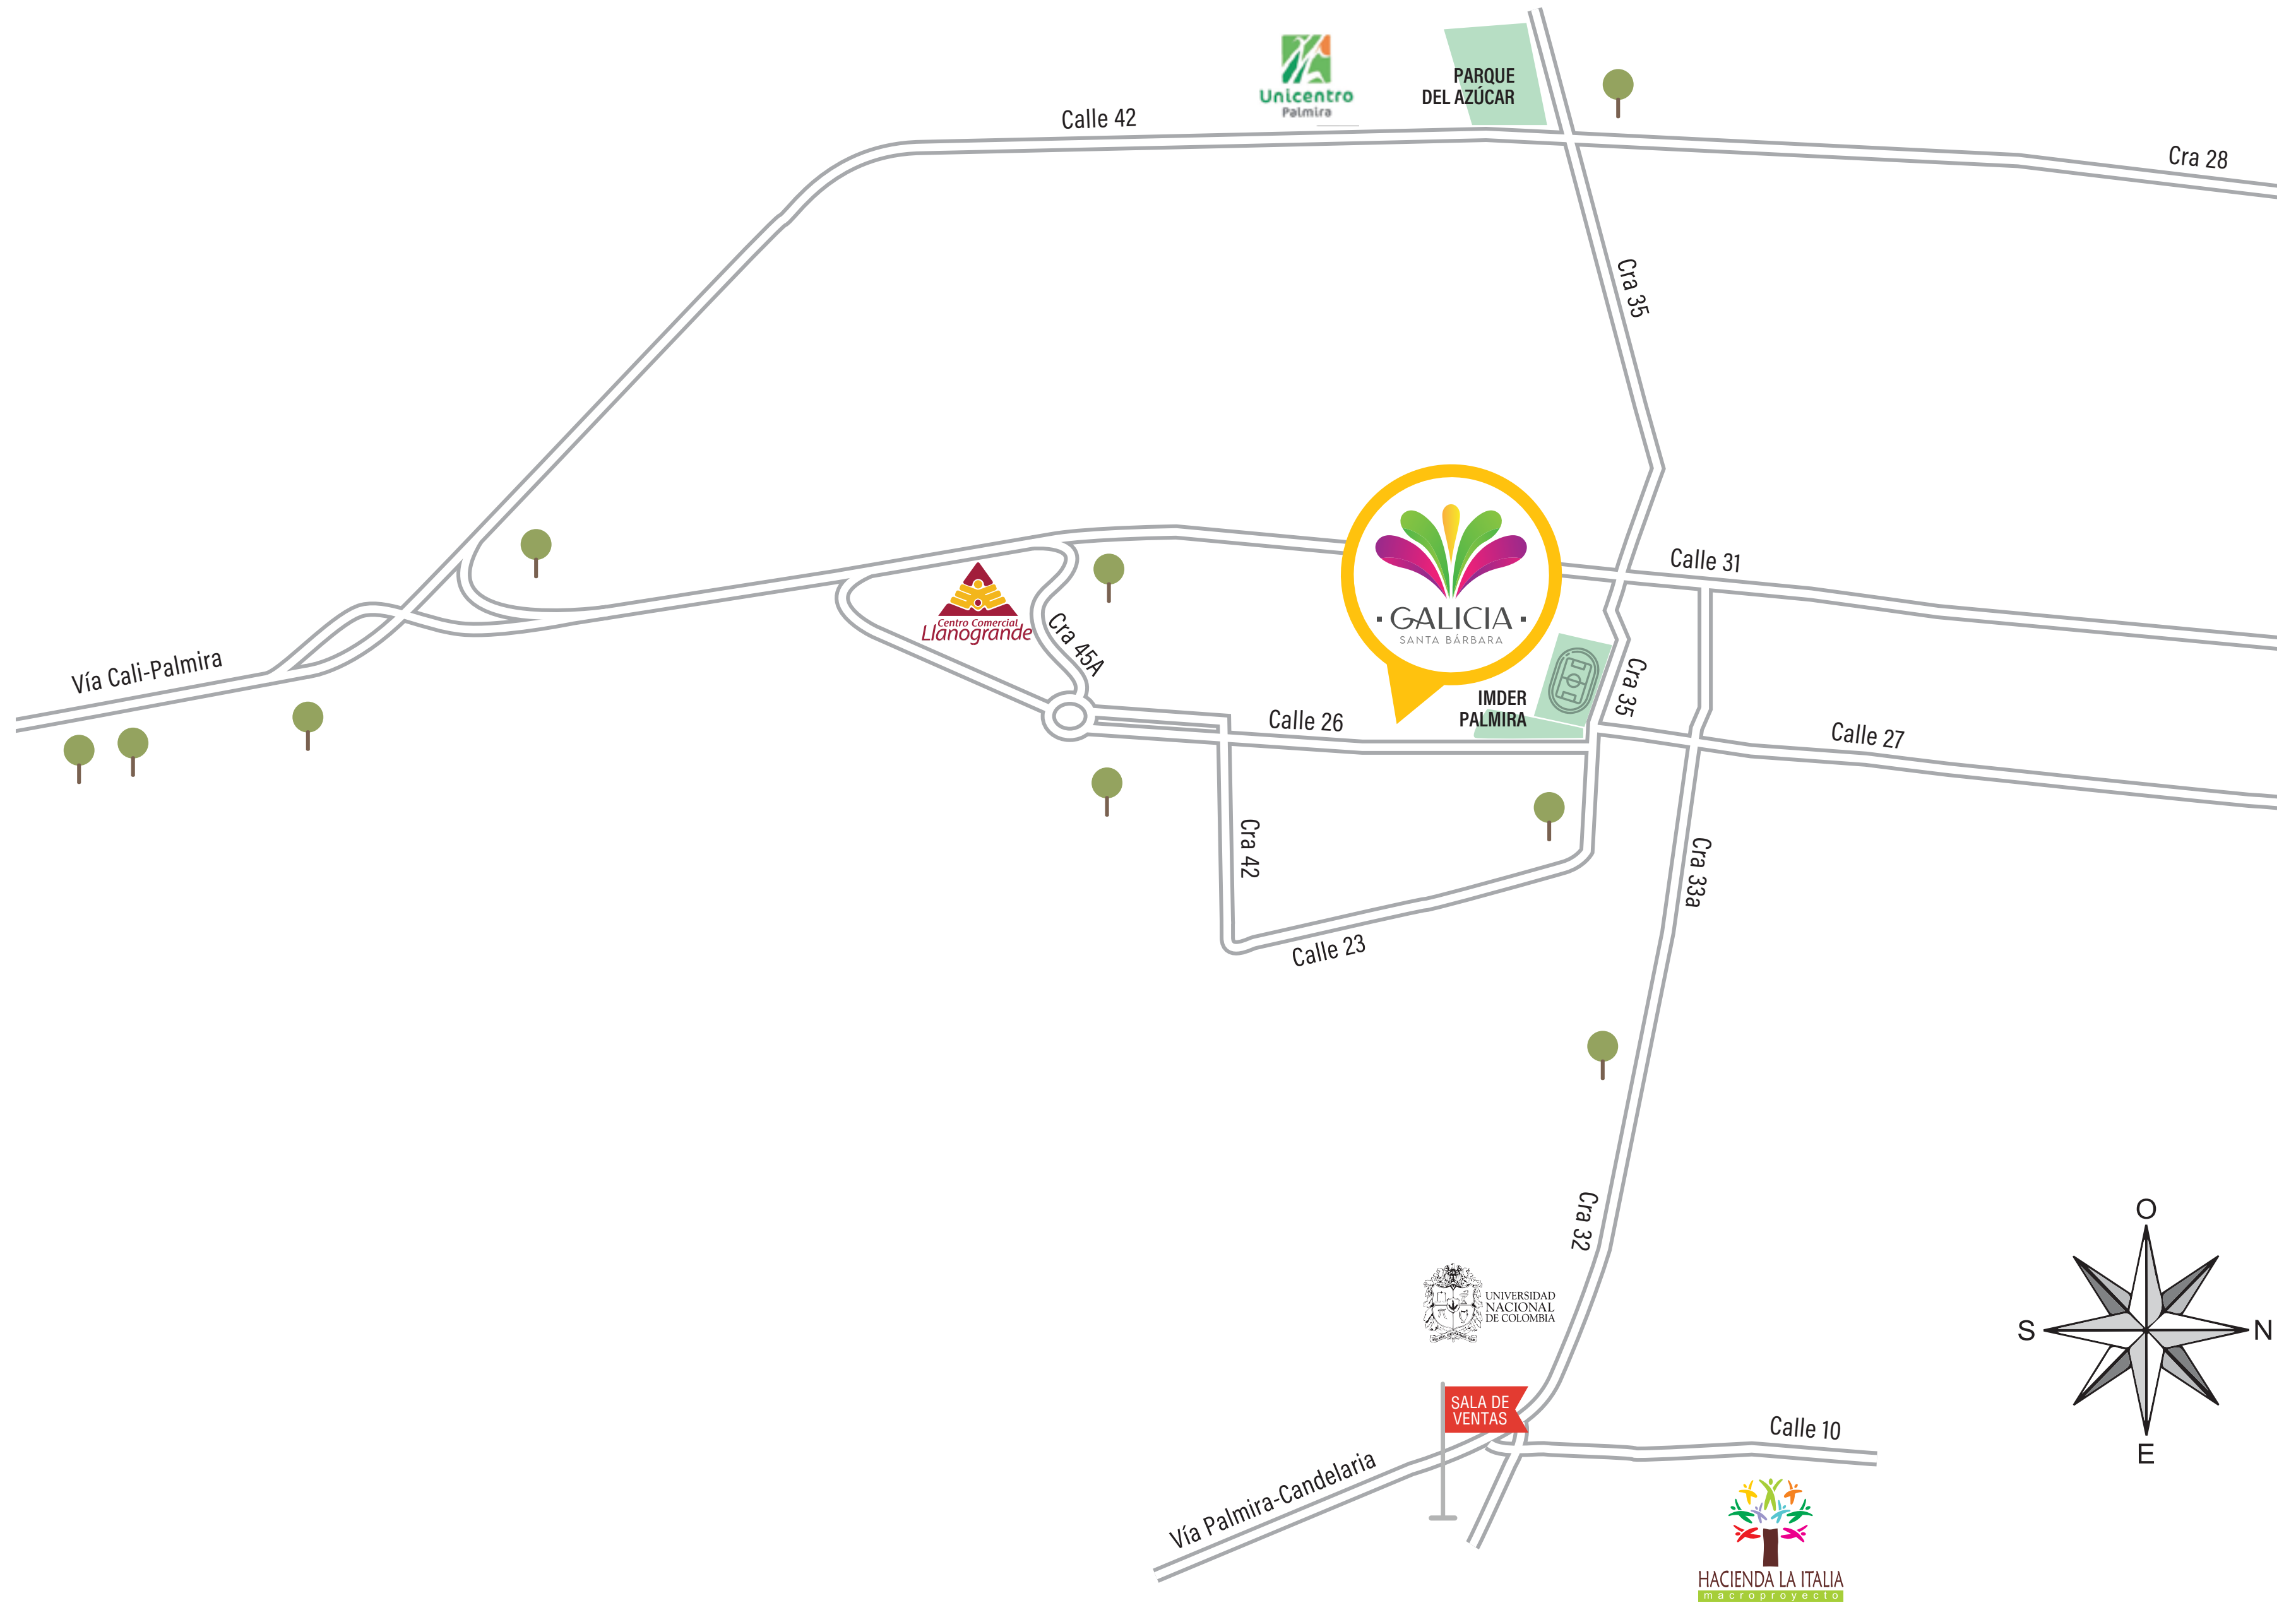 PARQUE
DEL AZÚCAR
Unicentro
Palmira
Calle 42
Cra 28
Cra 35
Calle 31
GALICIA
SANTA BÁRBARA
Centro Comercial
Llanogrande
Cra 45A
Vía Cali-Palmira
IMDER
PALMIRA
Cra 35
Calle 26
Calle 27
Cra 42
Cra 33a
Calle 23
Cra 32
O
S
N
E
UNIVERSIDAD
NACIONAL
DE COLOMBIA
SALA DE
VENTAS
Calle 10
Vía Palmira-Candelaria
HACIENDA LA ITALIA
macroproyecto